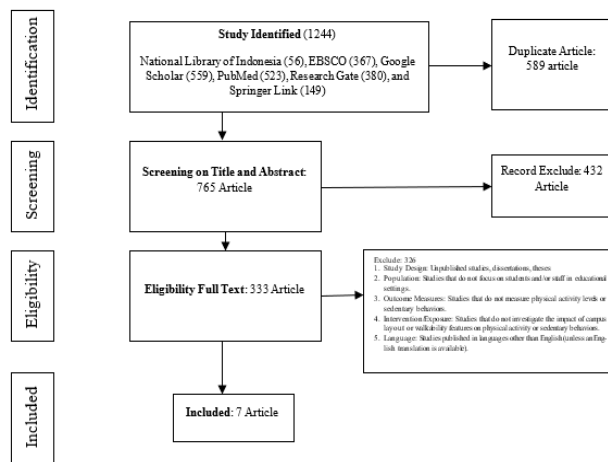 Identification
Study Identified (1244)
National Library of Indonesia (56), EBSCO (367), Google
Scholar (559), PubMed (523), Research Gate (380), and
Springer Link (149)
Duplicate Article:
589 article
Screening
Screening on Title and Abstract:
765 Article
Record Exclude: 432
Article
Eligibility
Eligibility Full Text: 333 Article
Exclude: 326
1. Study Design: Unpublished studies, dissertations, theses
2. Population: Studies that do not focus on students and/or staff in educational
settings.
3. Outcome Measures: Studies that do not measure physical activity levels or
sedentary behaviors.
4. Intervention/Exposure: Studies that do not investigate the impact of campus
layout or walkability features on physical activity or sedentary behaviors.
5. Language: Studies published in languages other than English (unless an Eng-
lish translation is available).
Included
Included: 7 Article